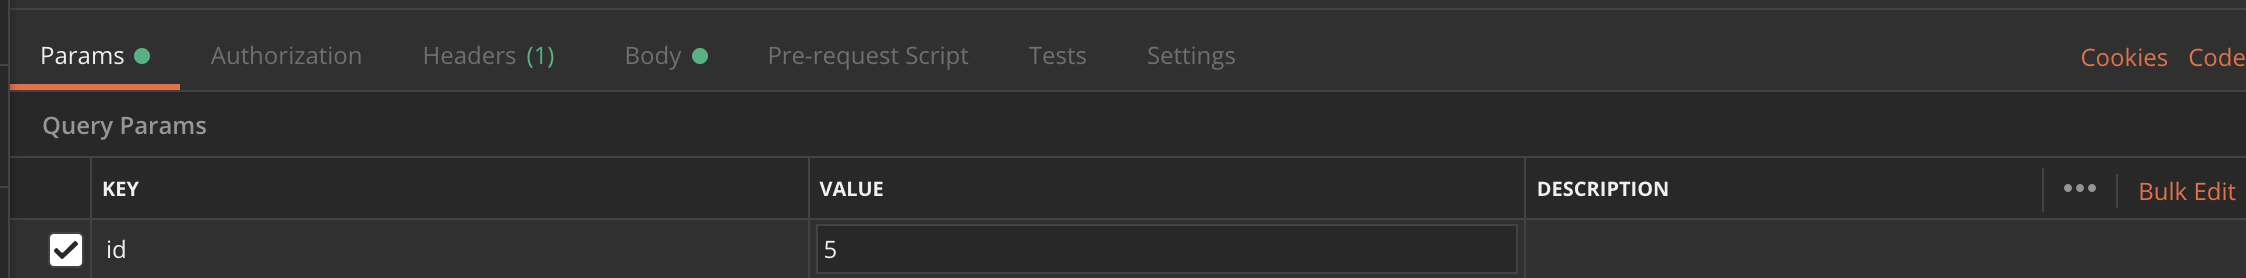 Params Authorization Headers (1) Body Pre-request Script Tests Settings Cookies Code
Query Params
KEY VALUE DESCRIPTION ••• Bulk Edit
id 5